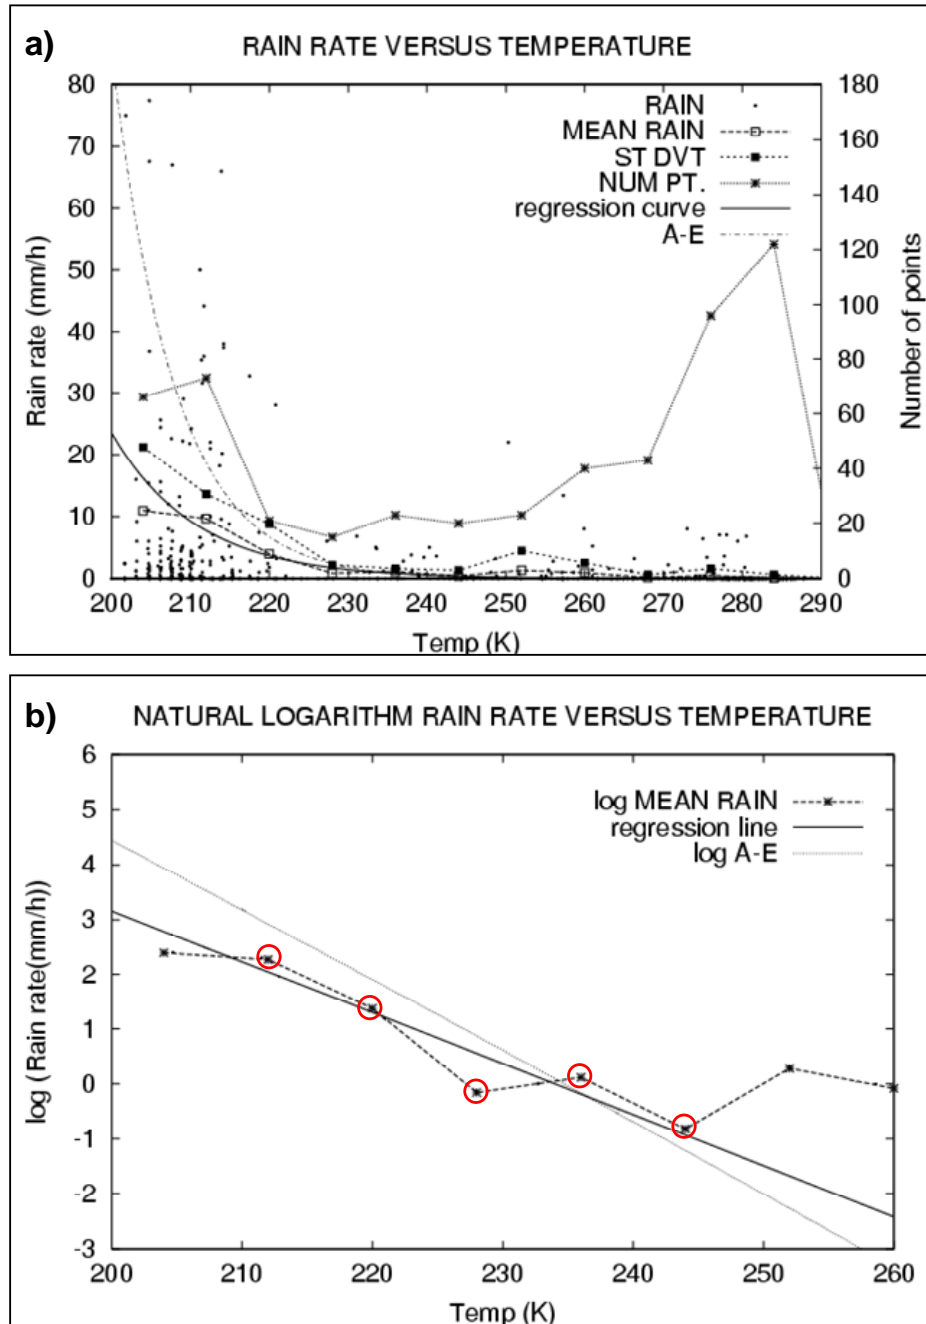 a)
RAIN RATE VERSUS TEMPERATURE
80
70
60
50
40
30
20
10
0
Rain rate (mm/h)
RAIN
MEAN RAIN
ST DVT
NUM PT.
regression curve
A-E
180
160
140
120
100
80
60
40
20
0
Number of points
200 210 220 230 240 250 260 270 280 290
Temp (K)
b)
NATURAL LOGARITHM RAIN RATE VERSUS TEMPERATURE
6
5
4
3
2
1
0
-1
-2
-3
log (Rain rate(mm/h))
log MEAN RAIN
regression line
log A-E
200 210 220 230 240 250 260
Temp (K)